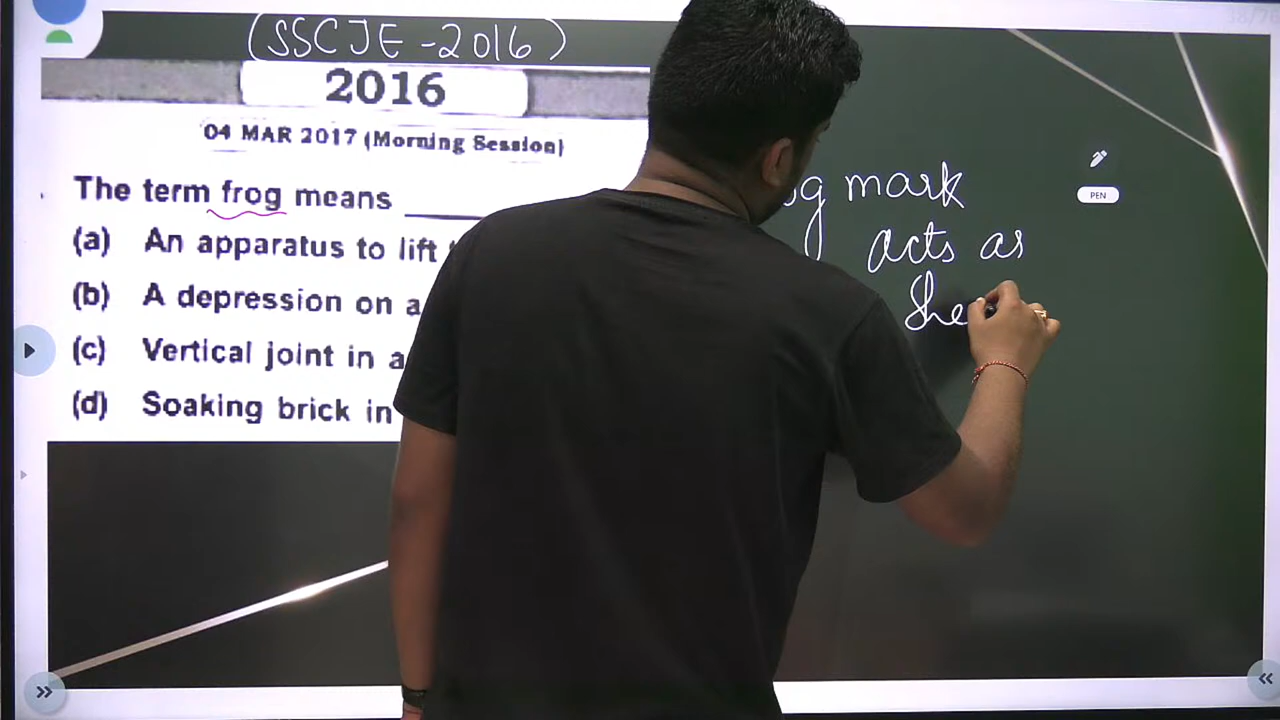 (SSCJE-2016)
2016
04 MAR 2017 (Morning Session)
The term frog means
(a) An apparatus to lift
(b) A depression on a
(c) Vertical joint in a
(d) Soaking brick in
mark
acts as
She
PEN